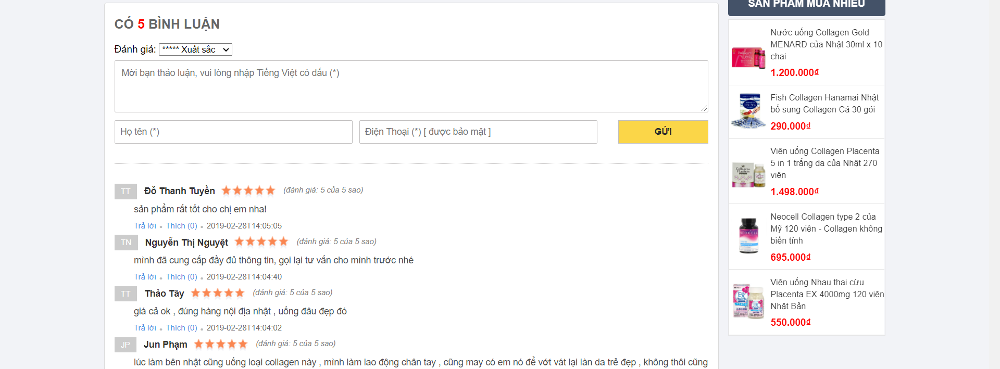 CÓ 5 BÌNH LUẬN
Đánh giá: ***** Xuất sắc
Mời bạn thảo luận, vui lòng nhập Tiếng Việt có dấu (*)
Họ tên (*)
Điện Thoại (*) [ được bảo mật ]
GỬI
TT Đỗ Thanh Tuyền (đánh giá: 5 của 5 sao)
sản phẩm rất tốt cho chị em nha!
Trả lời Thích (0) 2019-02-28T14:05:05
TN Nguyễn Thị Nguyệt (đánh giá: 5 của 5 sao)
mình đã cung cấp đầy đủ thông tin, gọi lại tư vấn cho mình trước nhé
Trả lời Thích (0) 2019-02-28T14:04:40
TT Thảo Tây (đánh giá: 5 của 5 sao)
giá cả ok , đúng hàng nội địa nhật , uống đâu đẹp đó
Trả lời Thích (0) 2019-02-28T14:04:02
JP Jun Phạm (đánh giá: 5 của 5 sao)
lúc làm bên nhật cũng uống loại collagen này , mình làm lao động chân tay , cũng may có em nó để vớt vát lại làn da trẻ đẹp , không thôi cũng
SẢN PHẨM MUA NHIỀU
Nước uống Collagen Gold
MENARD của Nhật 30ml x 10
chai
1.200.000₫
Fish Collagen Hanamai Nhật
bổ sung Collagen Cá 30 gói
290.000₫
Viên uống Collagen Placenta
5 in 1 trắng da của Nhật 270
viên
1.498.000₫
Neocell Collagen type 2 của
Mỹ 120 viên - Collagen không
biến tính
695.000₫
Viên uống Nhau thai cừu
Placenta EX 4000mg 120 viên
Nhật Bản
550.000₫